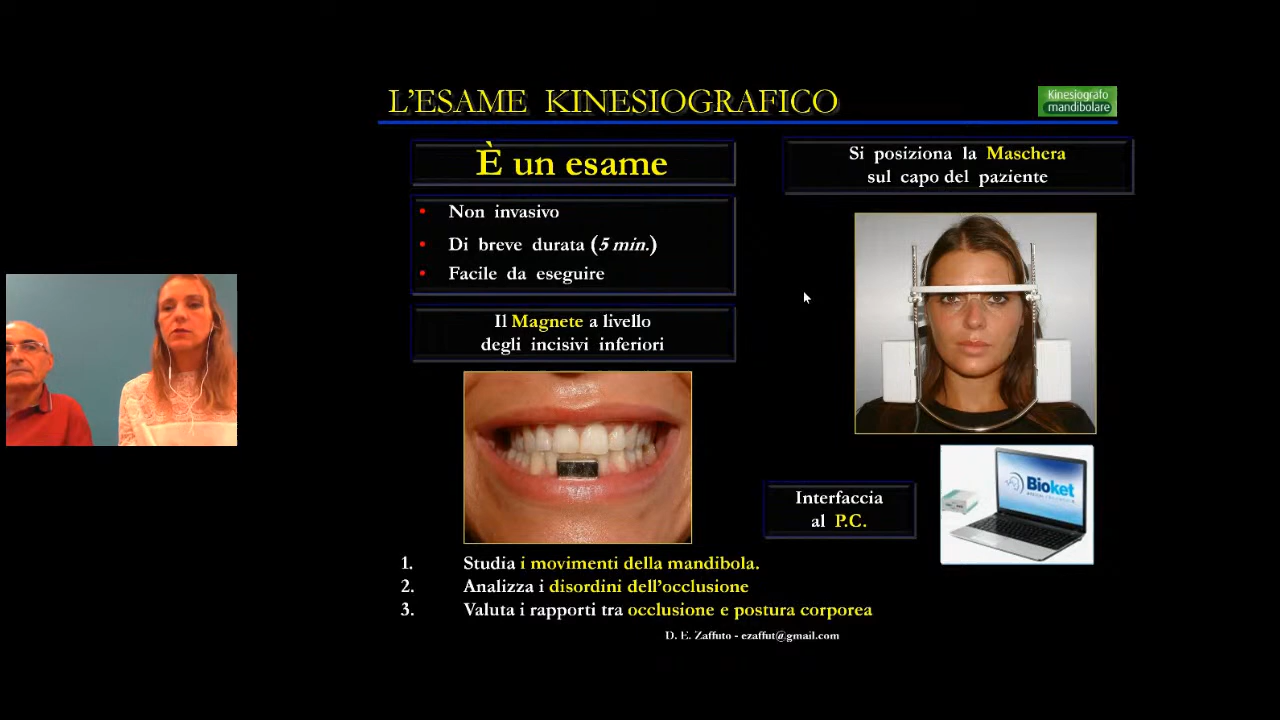 L'ESAME KINESIOGRAFICO
Kinesiografo
mandibolare
È un esame
• Non invasivo
• Di breve durata (5 min.)
• Facile da eseguire
Il Magnete a livello
degli incisivi inferiori
Si posiziona la Maschera
sul capo del paziente
Interfaccia
al P.C.
Bioket
1. Studia i movimenti della mandibola.
2. Analizza i disordini dell'occlusione
3. Valuta i rapporti tra occlusione e postura corporea
D. E. Zaffuto - ezaffut@gmail.com